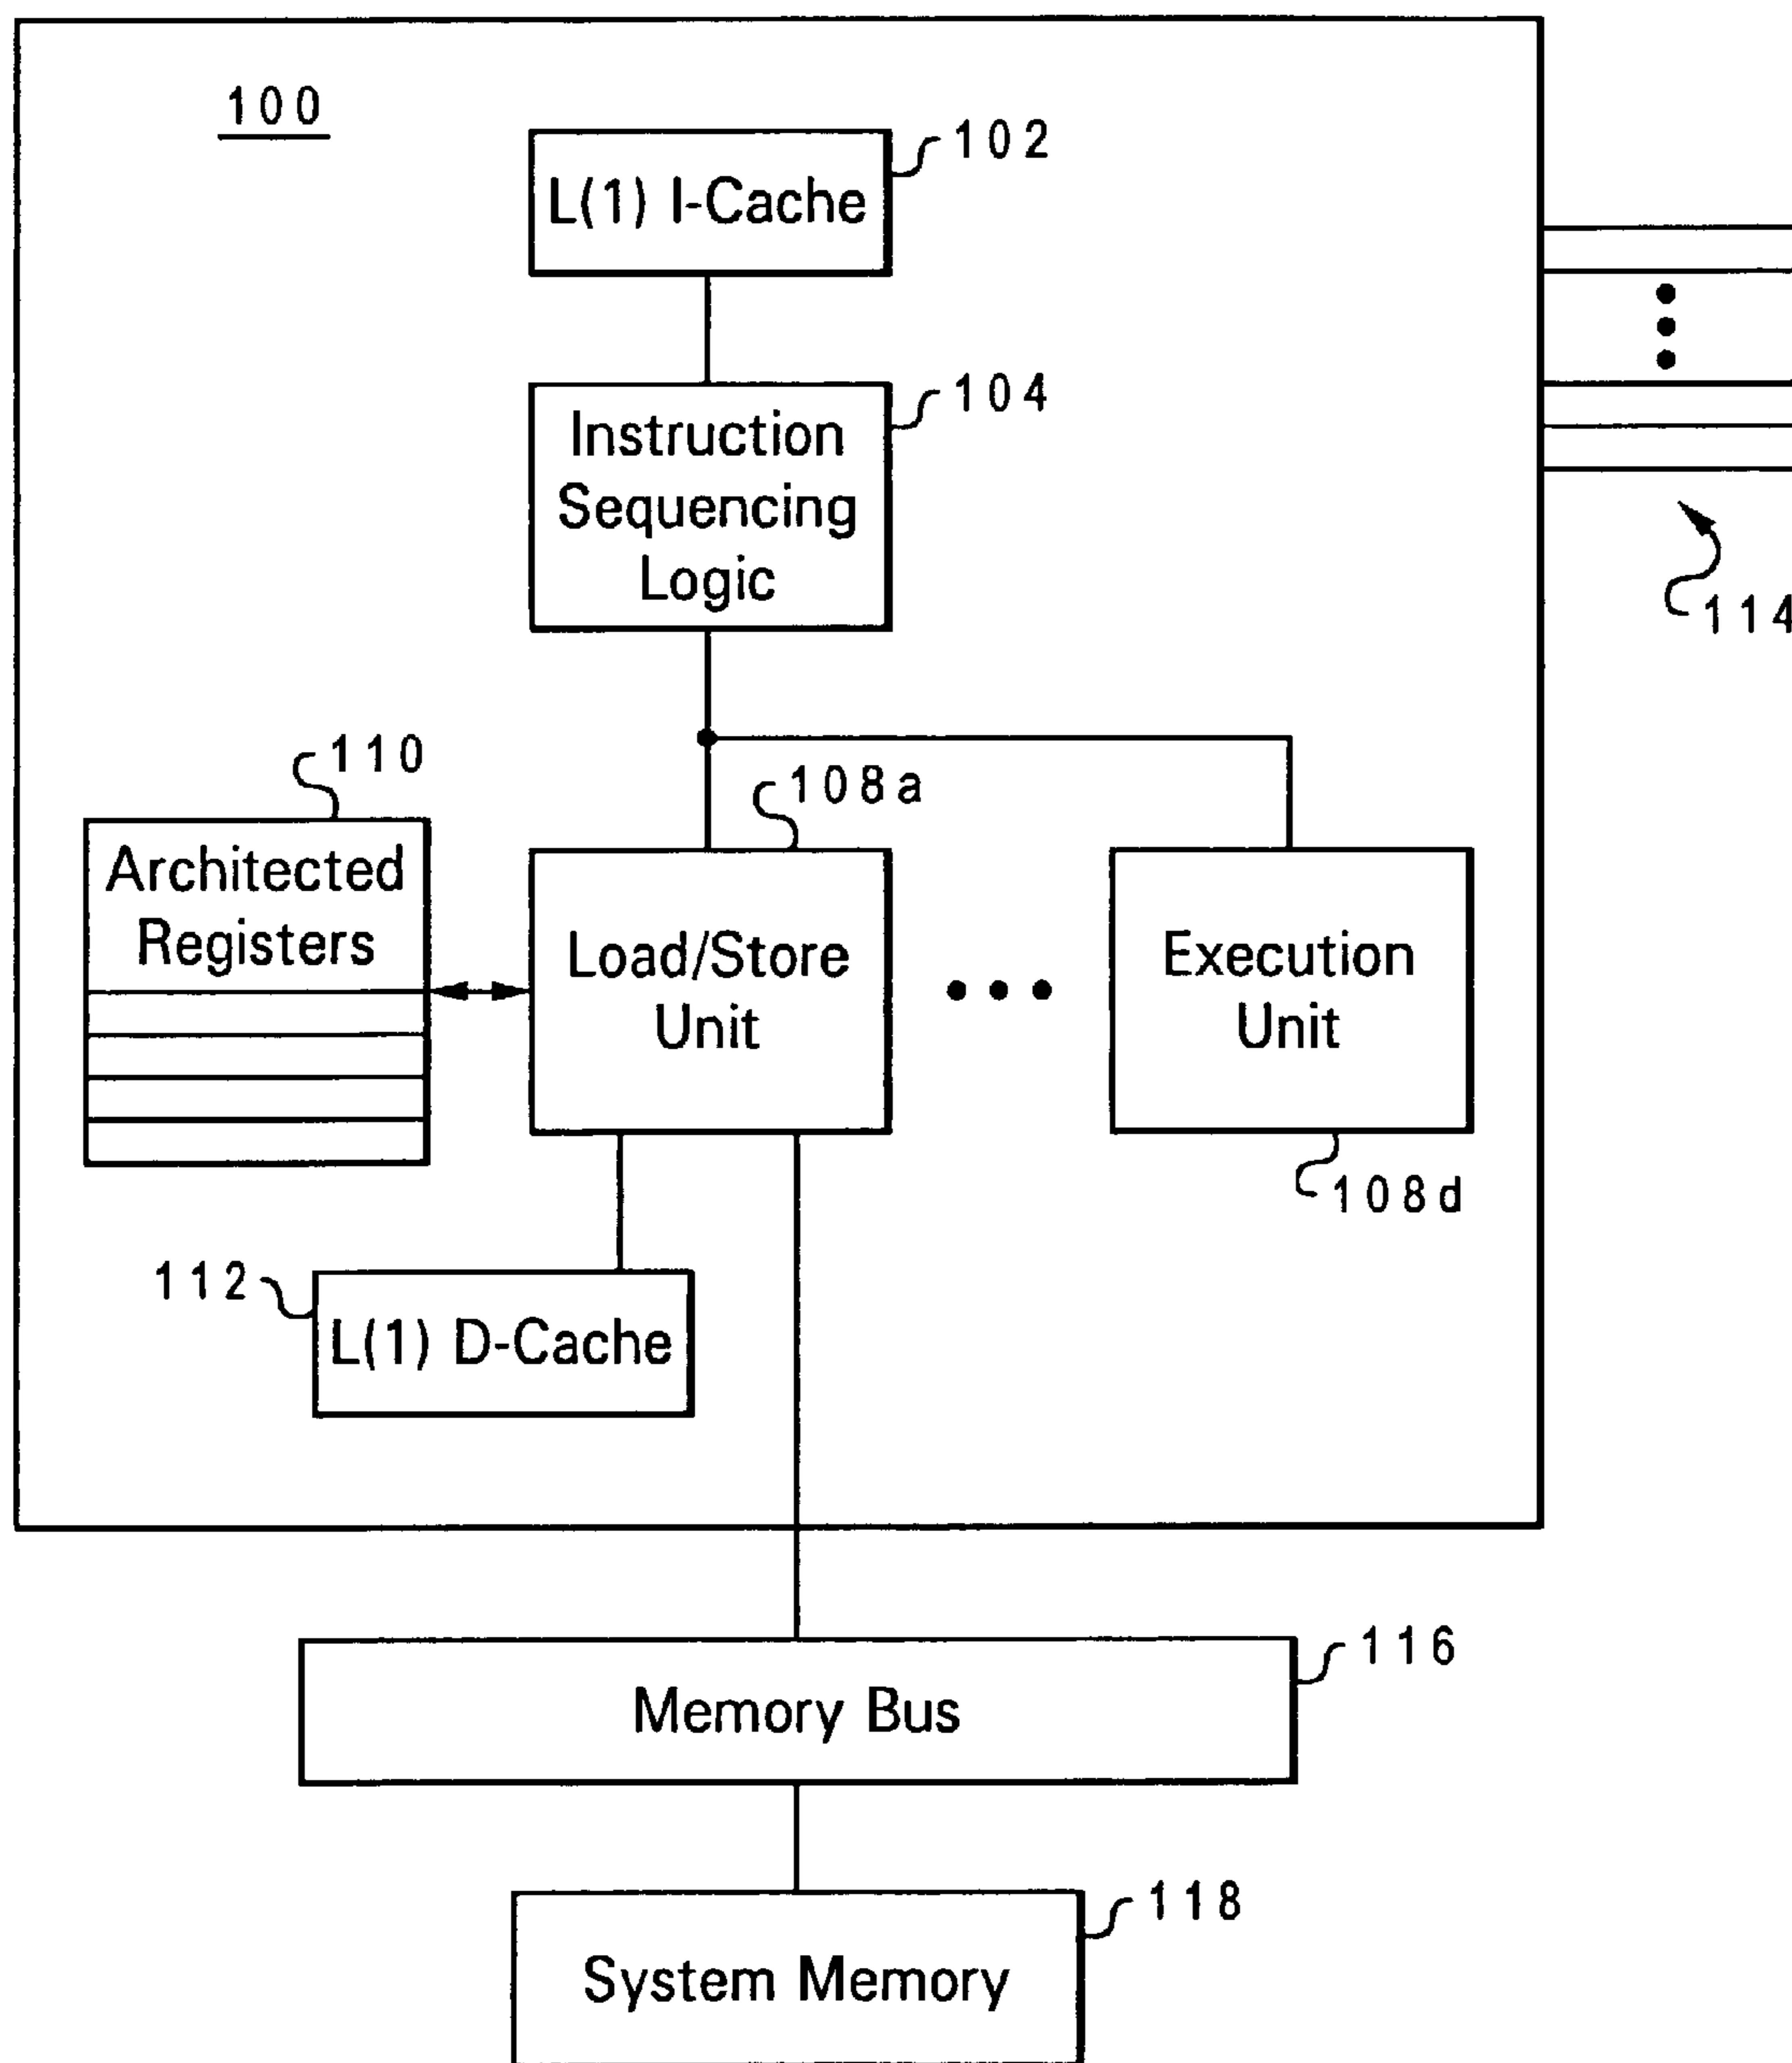 100
102
L(1) I-Cache
104
Instruction
Sequencing
Logic
114
110
108a
Architected
Registers
Load/Store
Unit
Execution
Unit
108d
112
L(1) D-Cache
116
Memory Bus
118
System Memory